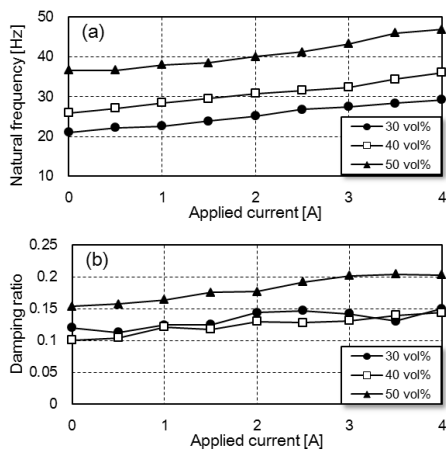 50
(a)
40
30
20
10
Natural frequency [Hz]
30 vol%
40 vol%
50 vol%
0 1 2 3 4
Applied current [A]
0.25
(b)
0.2
0.15
0.1
0.05
0
Damping ratio
30 vol%
40 vol%
50 vol%
0 1 2 3 4
Applied current [A]